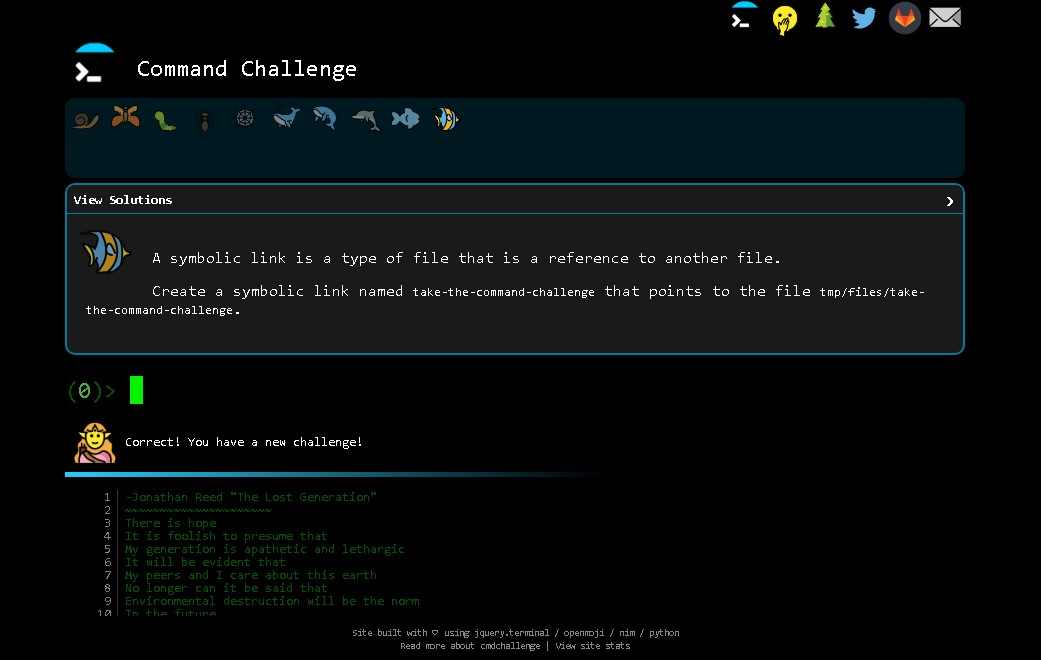 Command Challenge
View Solutions
A symbolic link is a type of file that is a reference to another file.
Create a symbolic link named take-the-command-challenge that points to the file tmp/files/take-
the-command-challenge.
(0)>
Correct! You have a new challenge!
1 -Jonathan Reed "The Lost Generation"
2 ~~~~~~~~~~~~~~~~~~~~~
3 There is hope
4 It is foolish to presume that
5 My generation is apathetic and lethargic
6 It will be evident that
7 My peers and I care about this earth
8 No longer can it be said that
9 Environmental destruction will be the norm
10 In the future
Site built with ♡ using jquery.terminal / openmoji / nim / python
Read more about cmdchallenge | View site stats